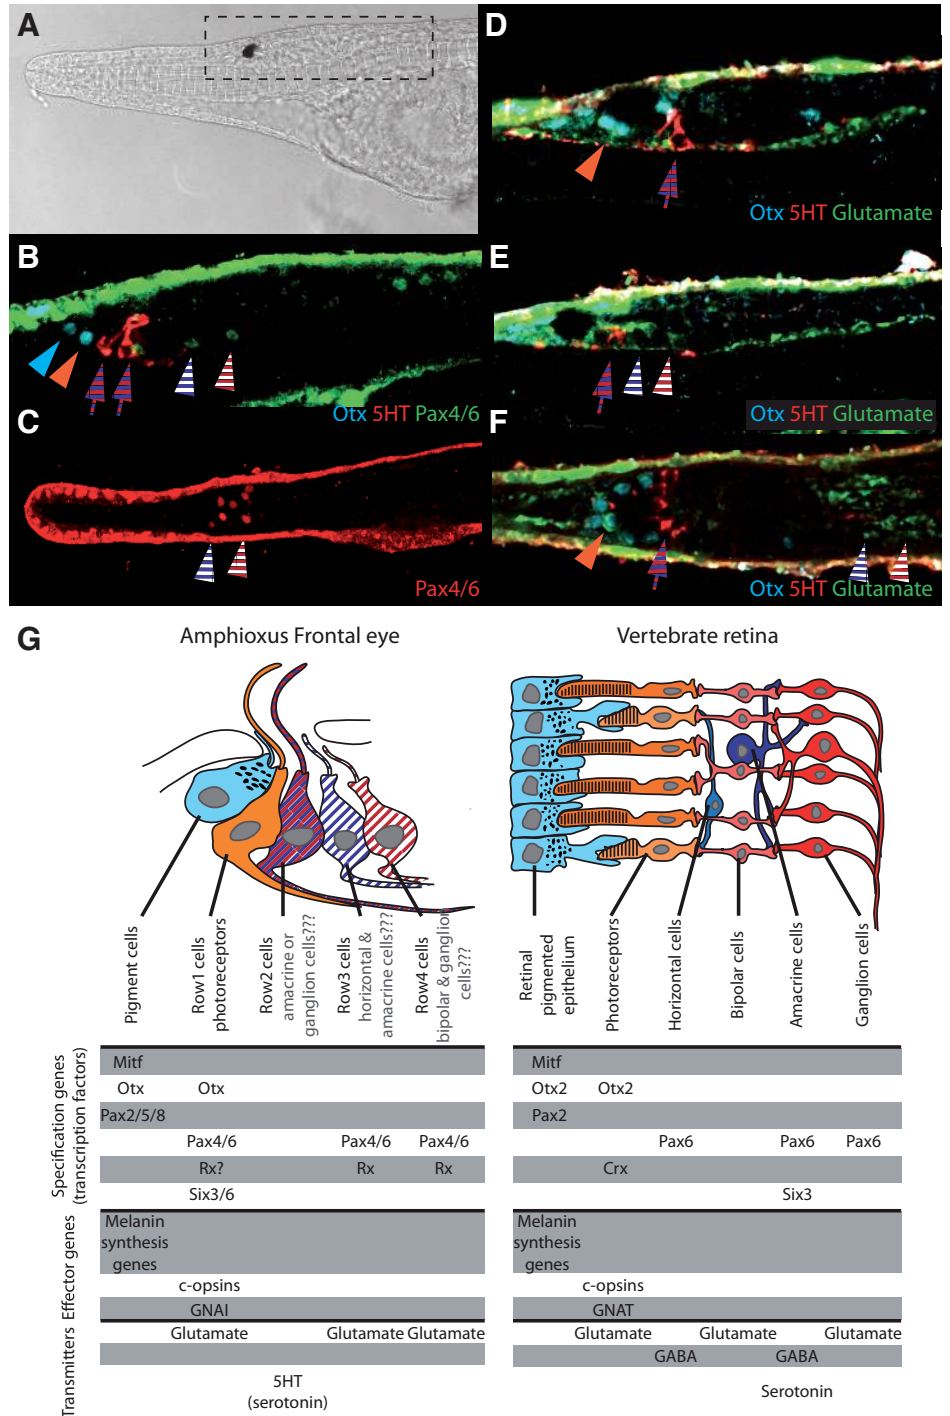 A
D
Otx 5HT Glutamate
B
Otx 5HT Pax4/6
E
Otx 5HT Glutamate
C
Pax4/6
F
Otx 5HT Glutamate
G
Amphioxus Frontal eye
Vertebrate retina
Pigment cells
Row1 cells
photoreceptors
Row2 cells
amacrine or
ganglion cells???
Row3 cells
horizontal &
amacrine cells???
Row4 cells
bipolar & ganglion
cells???
Retinal
pigmented
epithelium
Photoreceptors
Horizontal cells
Bipolar cells
Amacrine cells
Ganglion cells
Specification genes
(transcription factors)
Mitf
Otx Otx
Pax2/5/8
Pax4/6 Pax4/6 Pax4/6
Rx? Rx Rx
Six3/6
Mitf
Otx2 Otx2
Pax2
Pax6 Pax6 Pax6
Crx
Six3
Effector genes
Melanin
synthesis
genes
c-opsins
GNAI
Melanin
synthesis
genes
c-opsins
GNAT
Transmitters
Glutamate Glutamate Glutamate
5HT
(serotonin)
Glutamate Glutamate Glutamate
GABA GABA
Serotonin